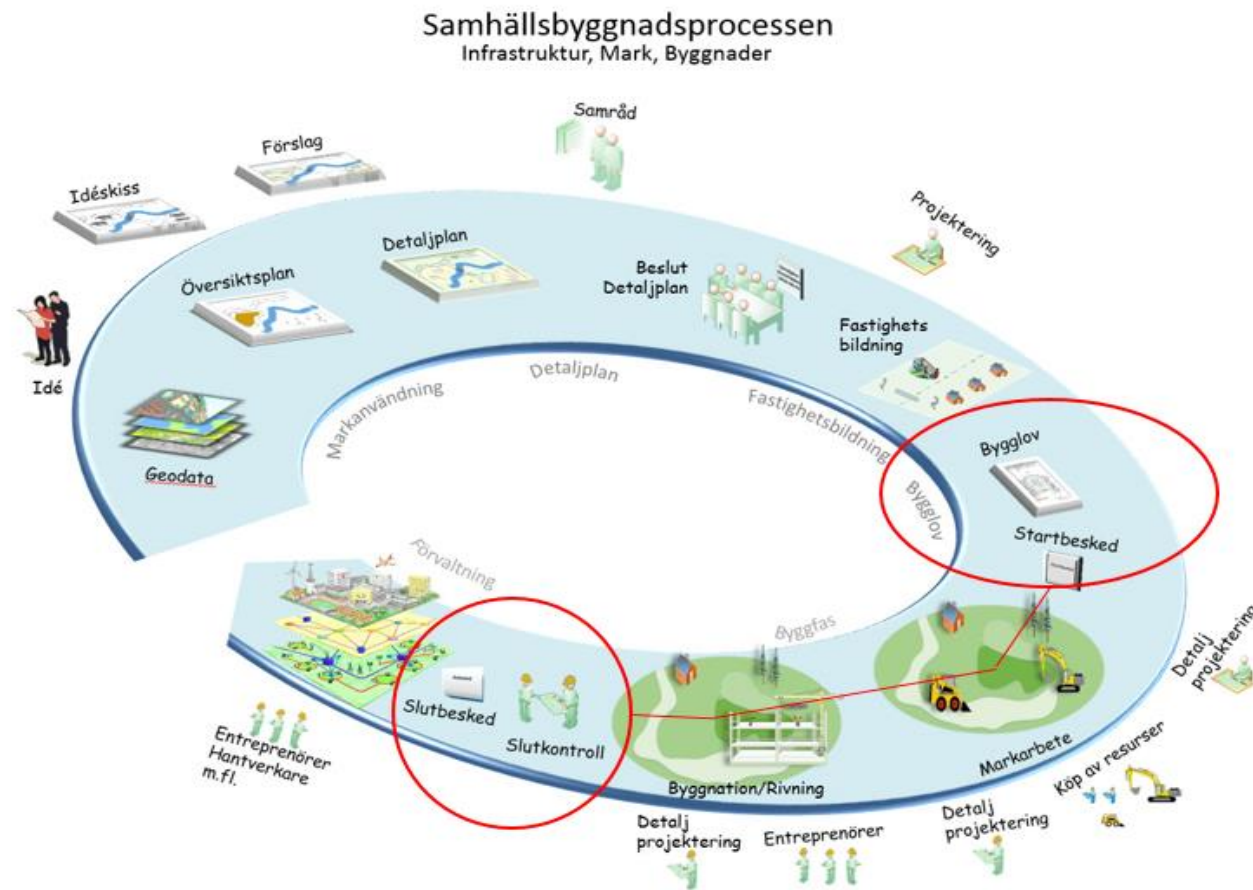 Samhällsbyggnadsprocessen
Infrastruktur, Mark, Byggnader
Samråd
Förslag
Idéskiss
Projektering
Detaljplan
Översiktsplan
Beslut
Detaljplan
Fastighets
bildning
Idé
Geodata
Markanvändning
Detaljplan
Fastighetsbildning
Bygglov
Bygglov
Startbesked
Förvaltning
Byggfas
Detalj
projektering
Slutbesked
Slutkontroll
Entreprenörer
Hantverkare
m.fl.
Byggnation/Rivning
Markarbete
Köp av resurser
Detalj
projektering
Entreprenörer
Detalj
projektering